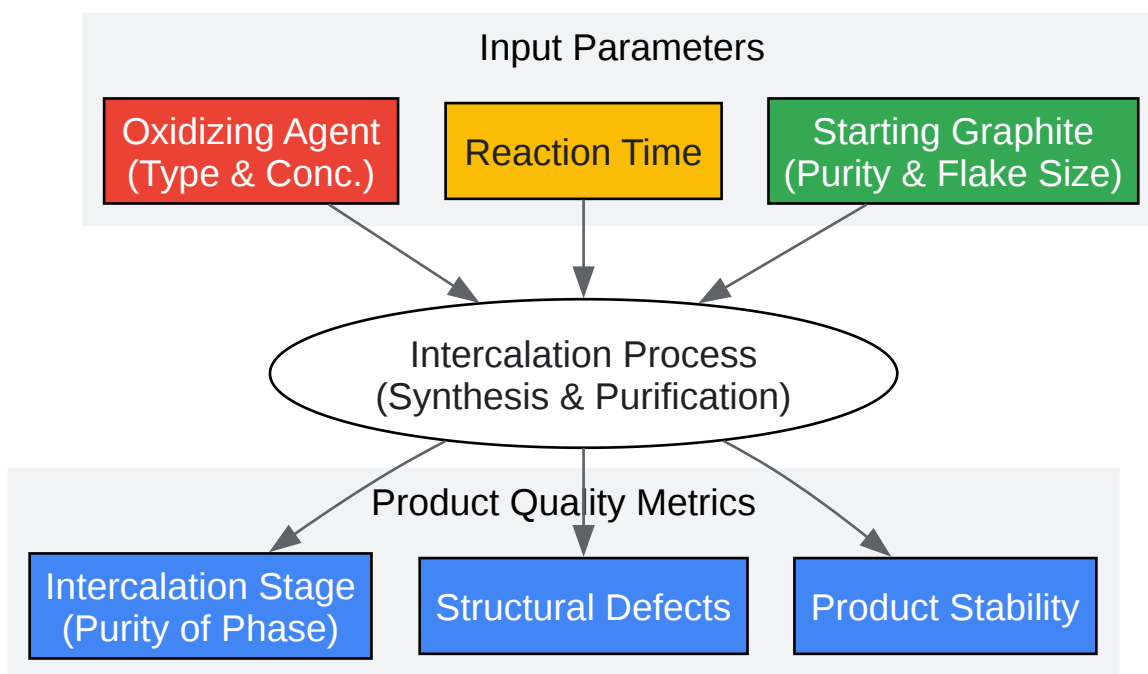 Input Parameters
Oxidizing Agent
(Type & Conc.)
Reaction Time
Starting Graphite
(Purity & Flake Size)
Intercalation Process
(Synthesis & Purification)
Product Quality Metrics
Intercalation Stage
(Purity of Phase)
Structural Defects
Product Stability